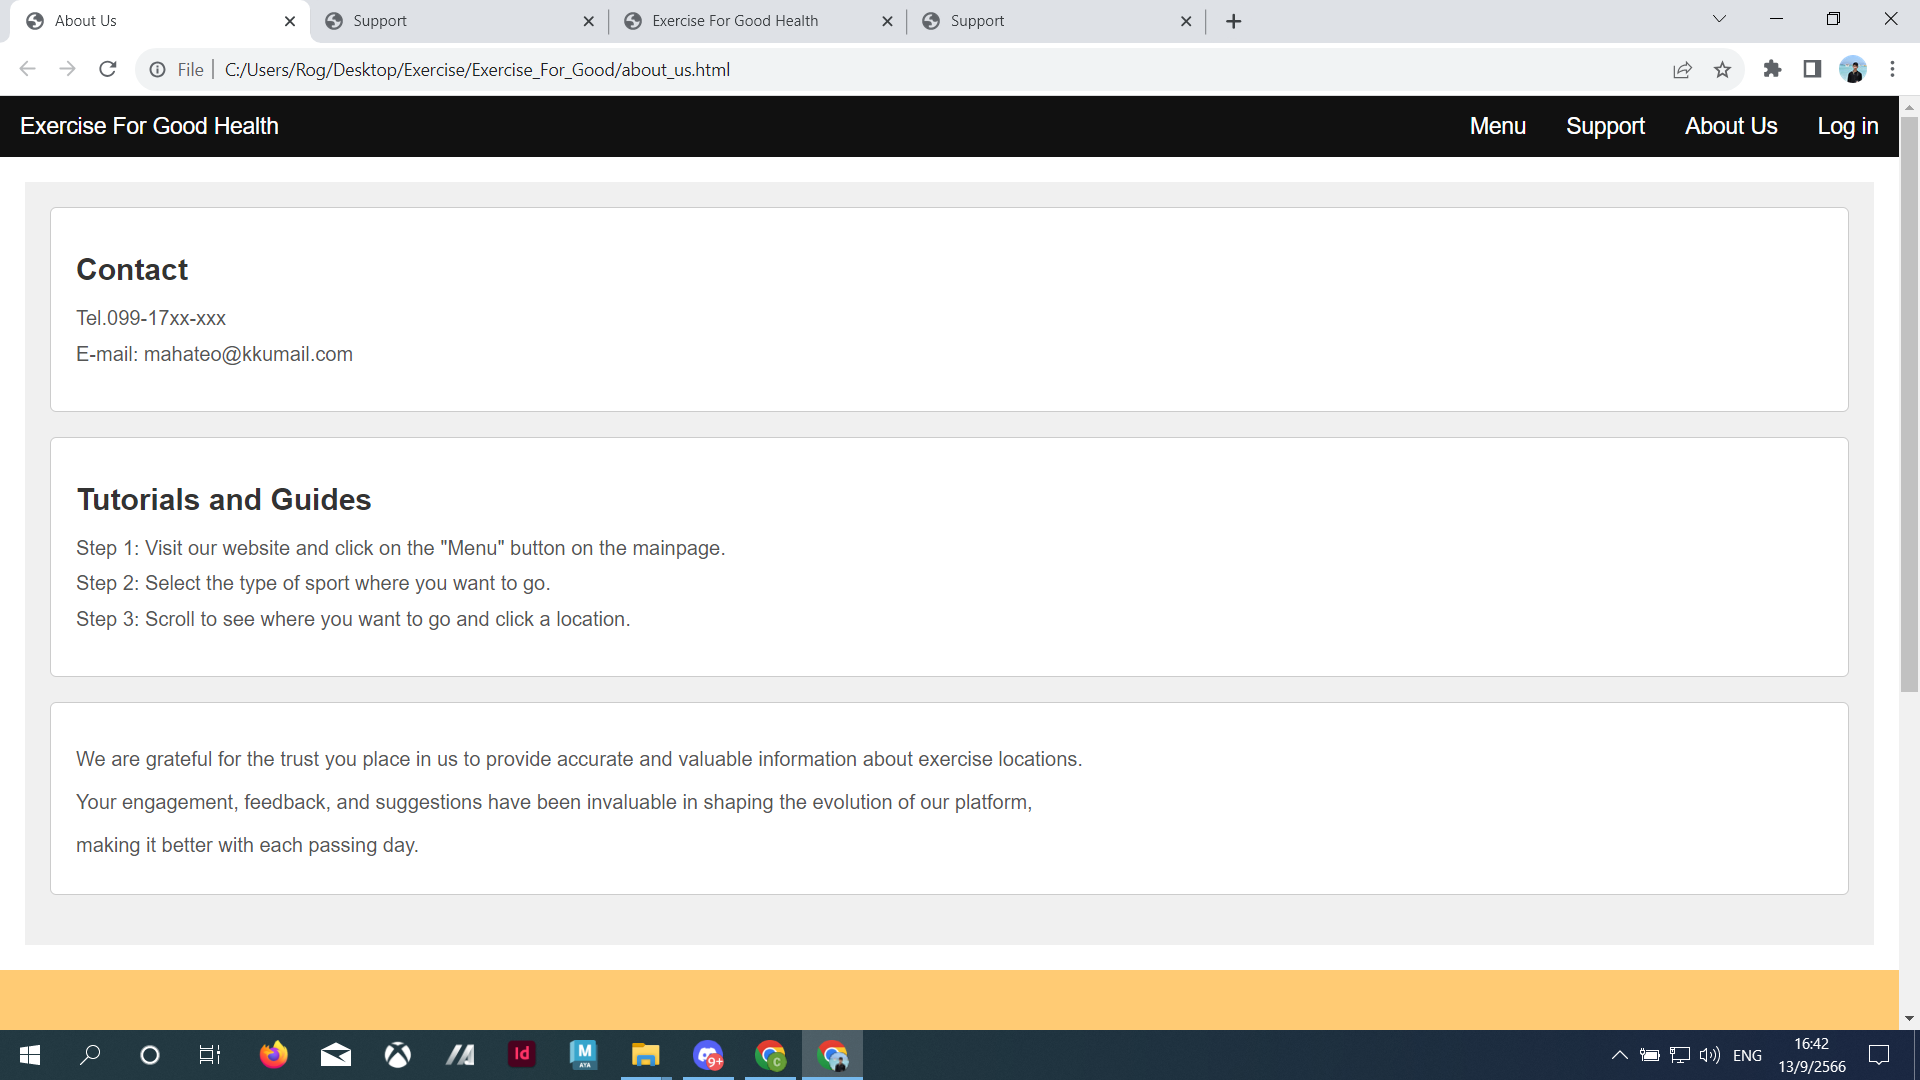 About Us
Support
Exercise For Good Health
Support
File
C:/Users/Rog/Desktop/Exercise/Exercise_For_Good/about_us.html
Exercise For Good Health
Menu
Support
About Us
Log in
Contact
Tel.099-17xx-xxx
E-mail: mahateo@kkumail.com
Tutorials and Guides
Step 1: Visit our website and click on the "Menu" button on the mainpage.
Step 2: Select the type of sport where you want to go.
Step 3: Scroll to see where you want to go and click a location.
We are grateful for the trust you place in us to provide accurate and valuable information about exercise locations.
Your engagement, feedback, and suggestions have been invaluable in shaping the evolution of our platform,
making it better with each passing day.
Id
M
AYA
9+
C
ENG
16:42
13/9/2566